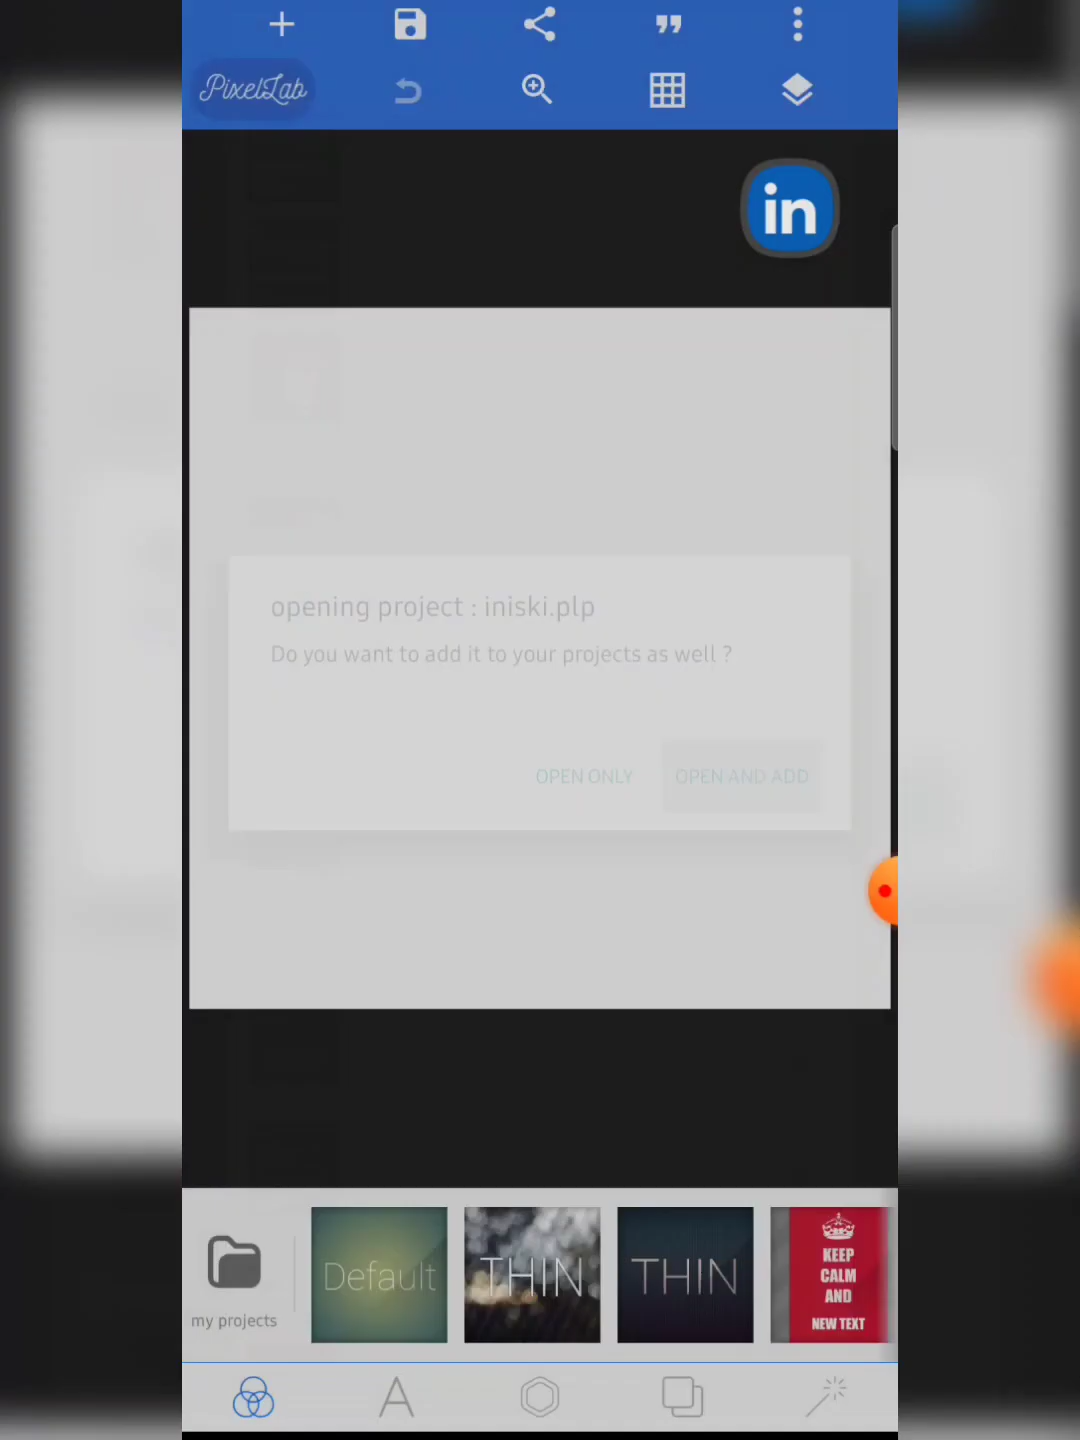 PixelLab
in
opening project : iniski.plp
Do you want to add it to your projects as well ?
OPEN ONLY
OPEN AND ADD
my projects
Default
THIN
THIN
KEEP
CALM
AND
NEW TEXT
A